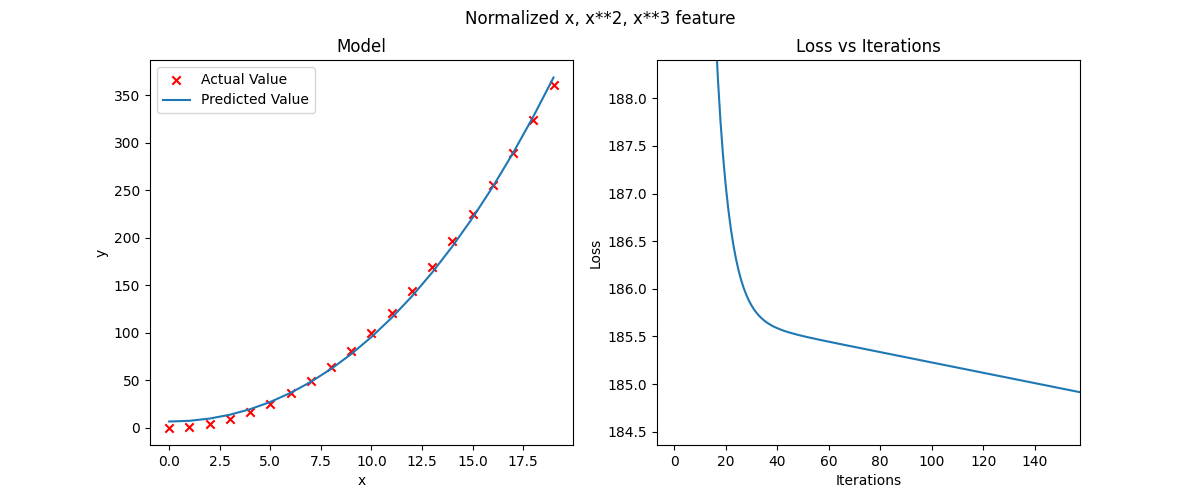 Normalized x, x**2, x**3 feature
Model
Actual Value
Predicted Value
350
300
250
200
150
100
50
0
y
0.0 2.5 5.0 7.5 10.0 12.5 15.0 17.5
x
Loss vs Iterations
188.0
187.5
187.0
186.5
186.0
185.5
185.0
184.5
Loss
0 20 40 60 80 100 120 140
Iterations